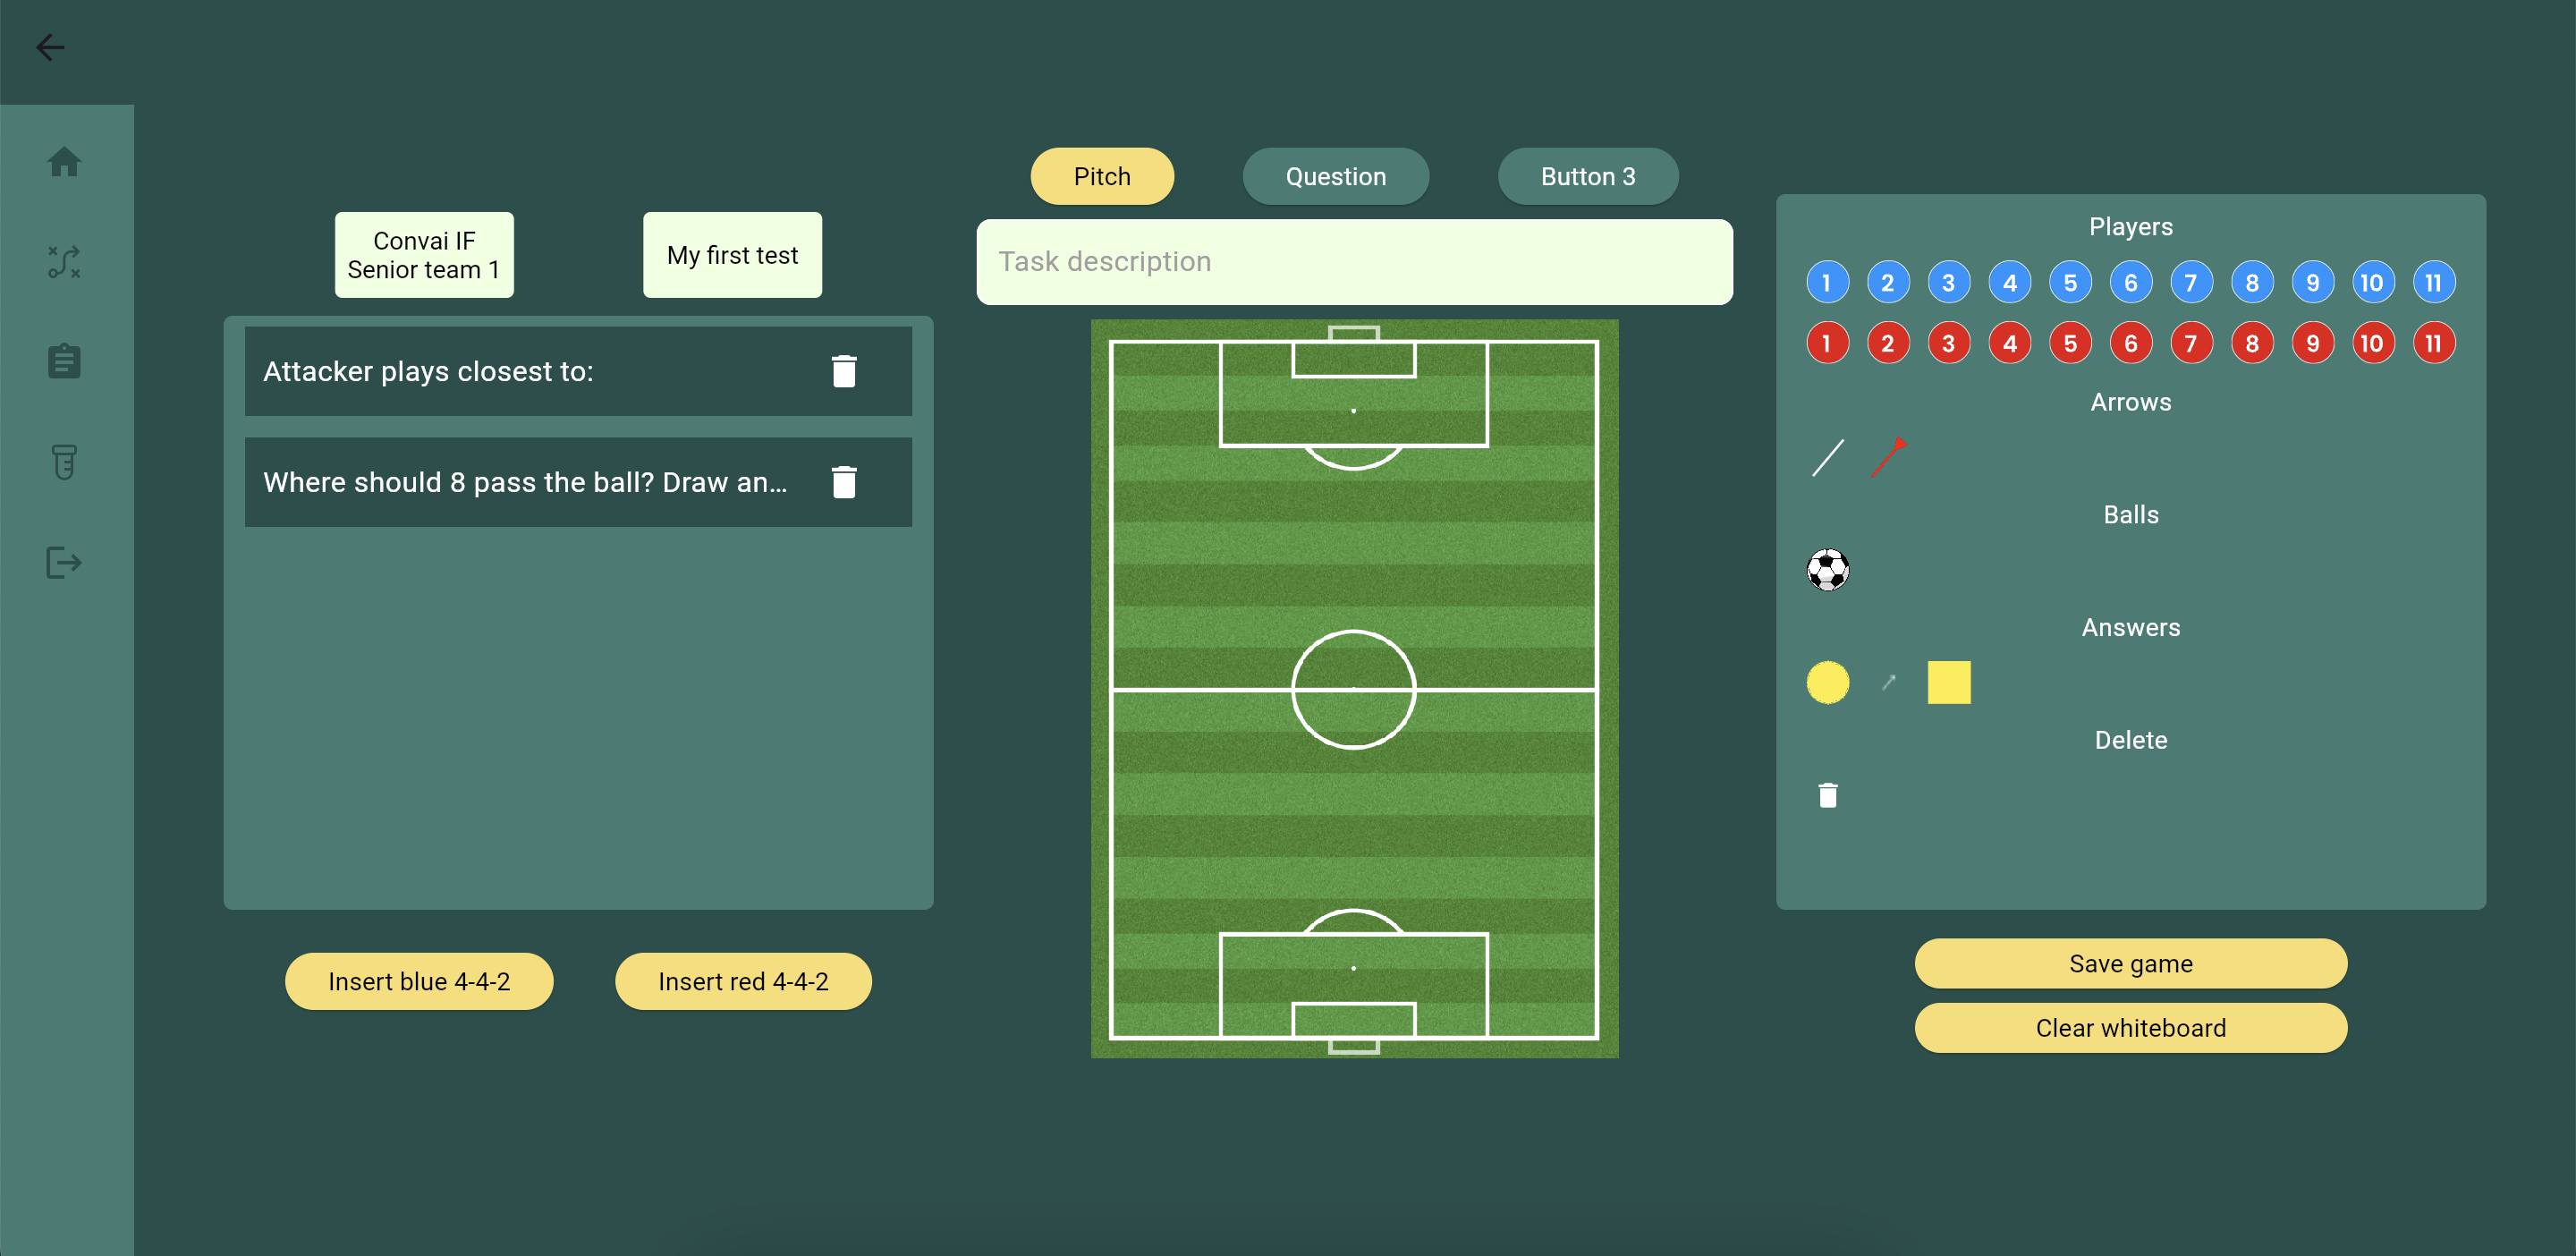 Pitch
Question
Button 3
Convai IF
Senior team 1
My first test
Task description
Attacker plays closest to:
Where should 8 pass the ball? Draw an...
Insert blue 4-4-2
Insert red 4-4-2
Players
1 2 3 4 5 6 7 8 9 10 11
1 2 3 4 5 6 7 8 9 10 11
Arrows
Balls
Answers
Delete
Save game
Clear whiteboard